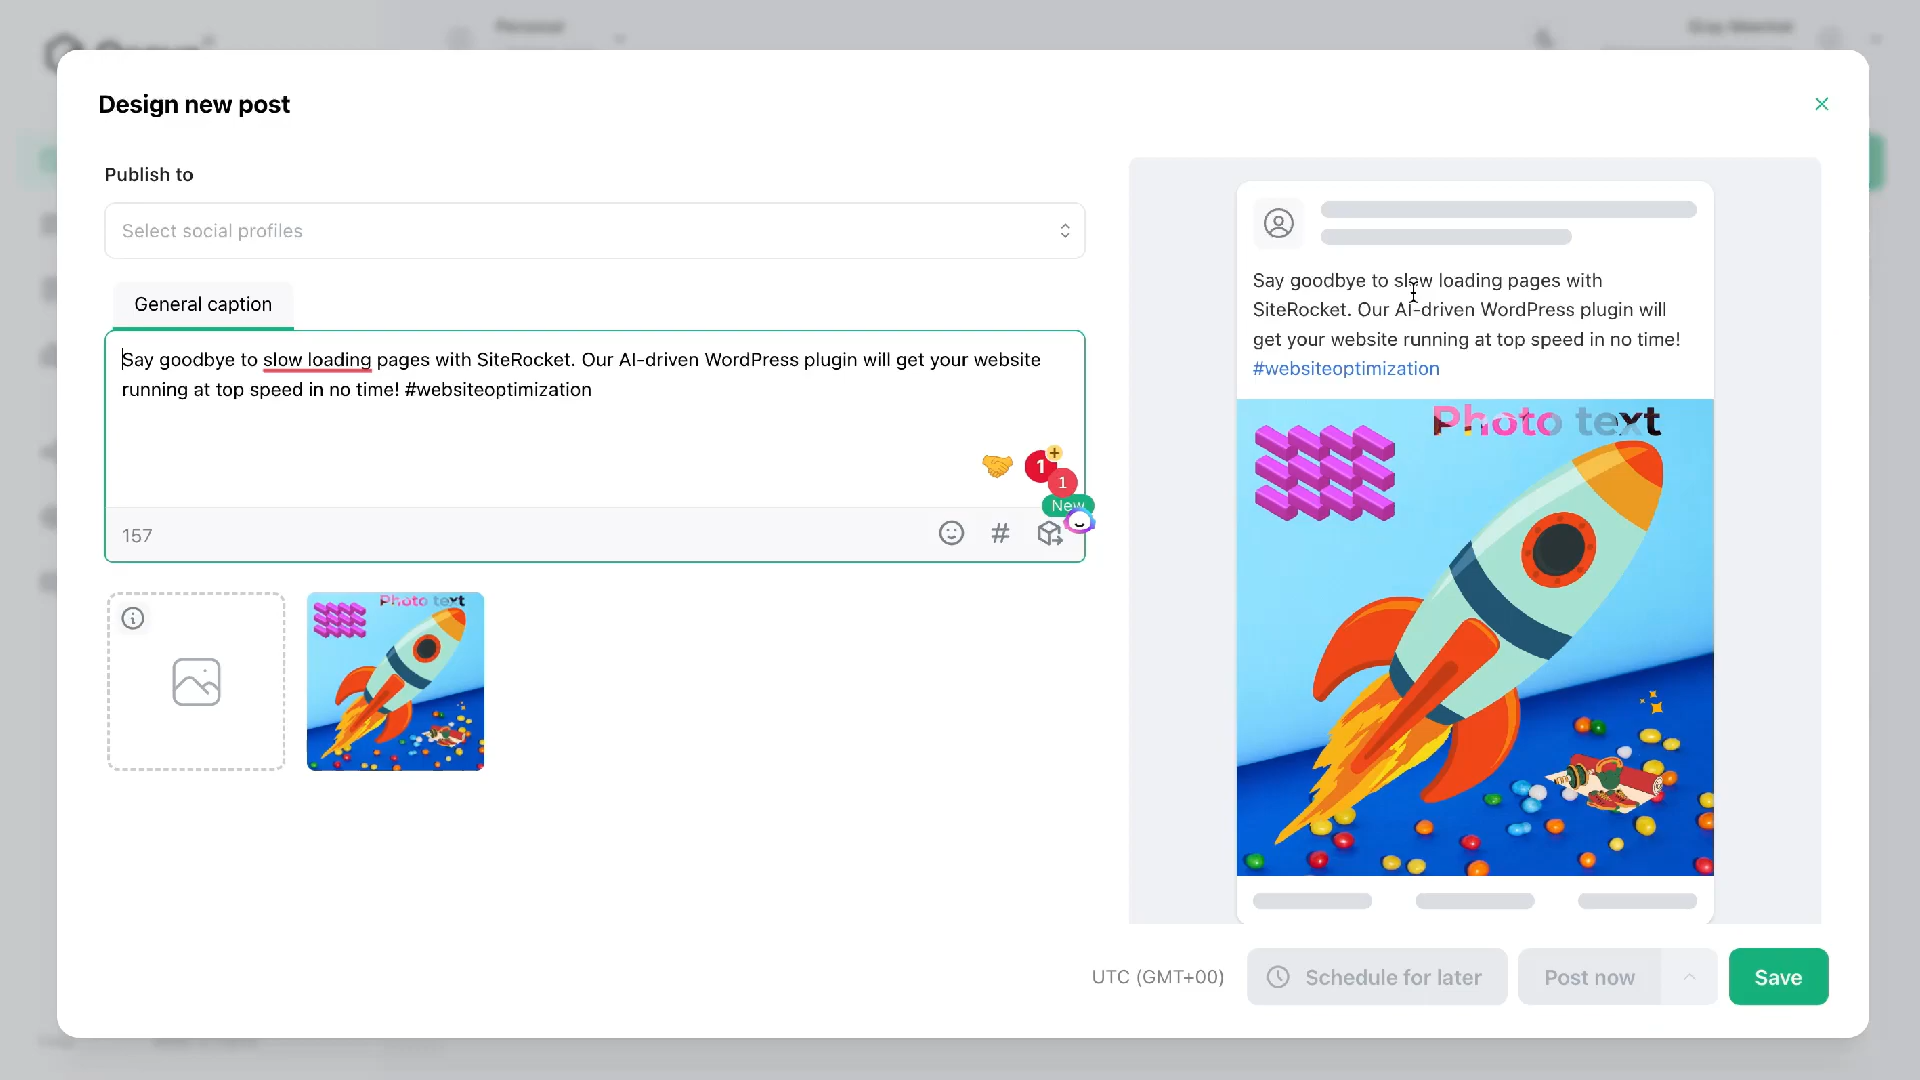 Personal
Design new post
Publish to
Select social profiles
General caption
Say goodbye to slow loading pages with SiteRocket. Our AI-driven WordPress plugin will get your website
running at top speed in no time! #websiteoptimization
1
1
New
157
Photo text
Say goodbye to slow loading pages with
SiteRocket. Our AI-driven WordPress plugin will
get your website running at top speed in no time!
#websiteoptimization
Photo text
UTC (GMT+00)
Schedule for later
Post now
Save